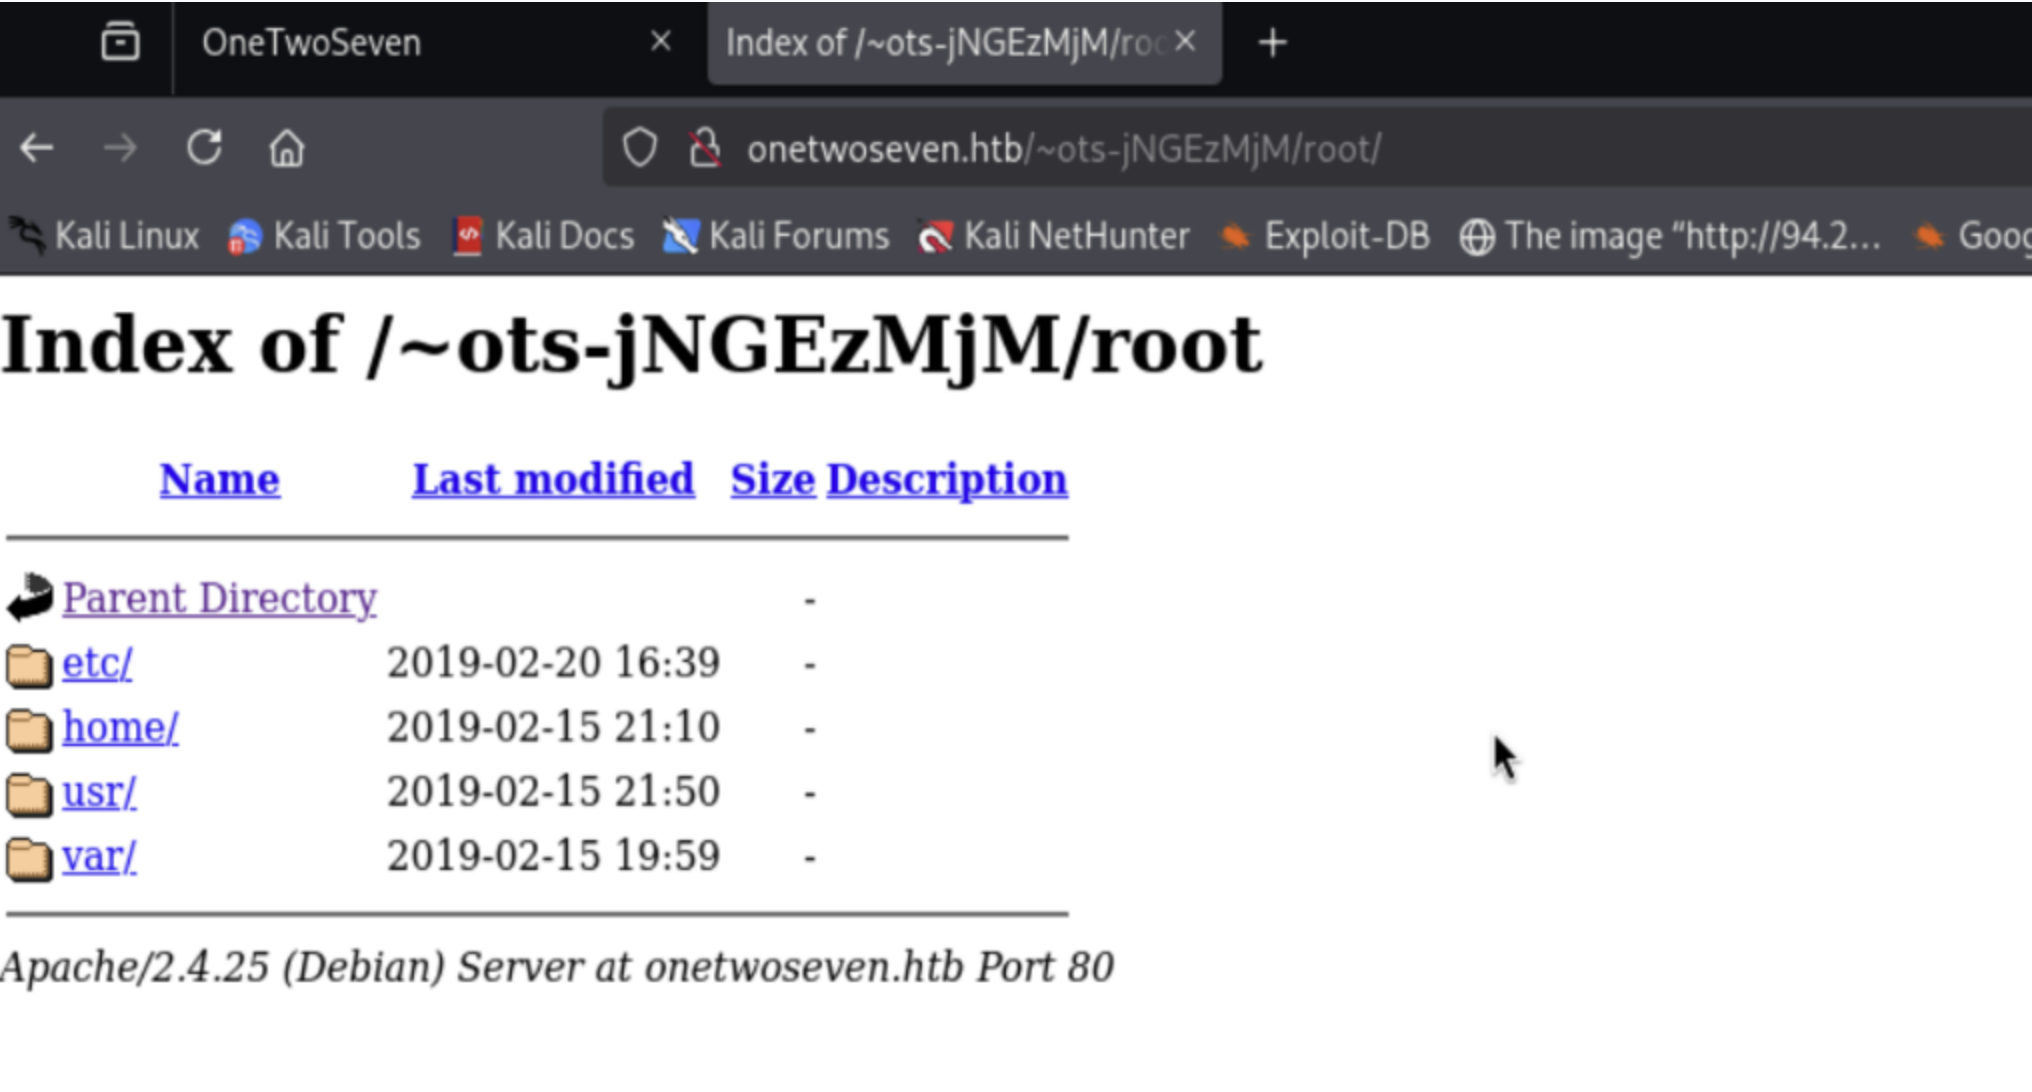 OneTwoSeven
Index of /~ots-jNGEzMjM/roo
onetwoseven.htb/~ots-jNGEzMjM/root/
Kali Linux Kali Tools Kali Docs Kali Forums Kali NetHunter Exploit-DB The image “http://94.2… Goog
Index of /~ots-jNGEzMjM/root
Name Last modified Size Description
Parent Directory -
etc/ 2019-02-20 16:39 -
home/ 2019-02-15 21:10 -
usr/ 2019-02-15 21:50 -
var/ 2019-02-15 19:59 -
Apache/2.4.25 (Debian) Server at onetwoseven.htb Port 80